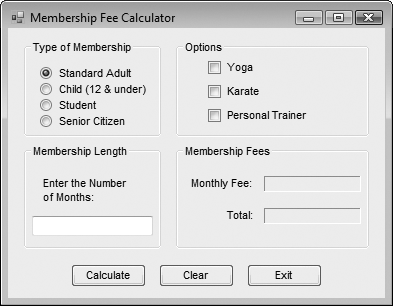 Membership Fee Calculator
Type of Membership
Standard Adult
Child (12 & under)
Student
Senior Citizen
Options
Yoga
Karate
Personal Trainer
Membership Length
Enter the Number
of Months:
Membership Fees
Monthly Fee:
Total:
Calculate
Clear
Exit